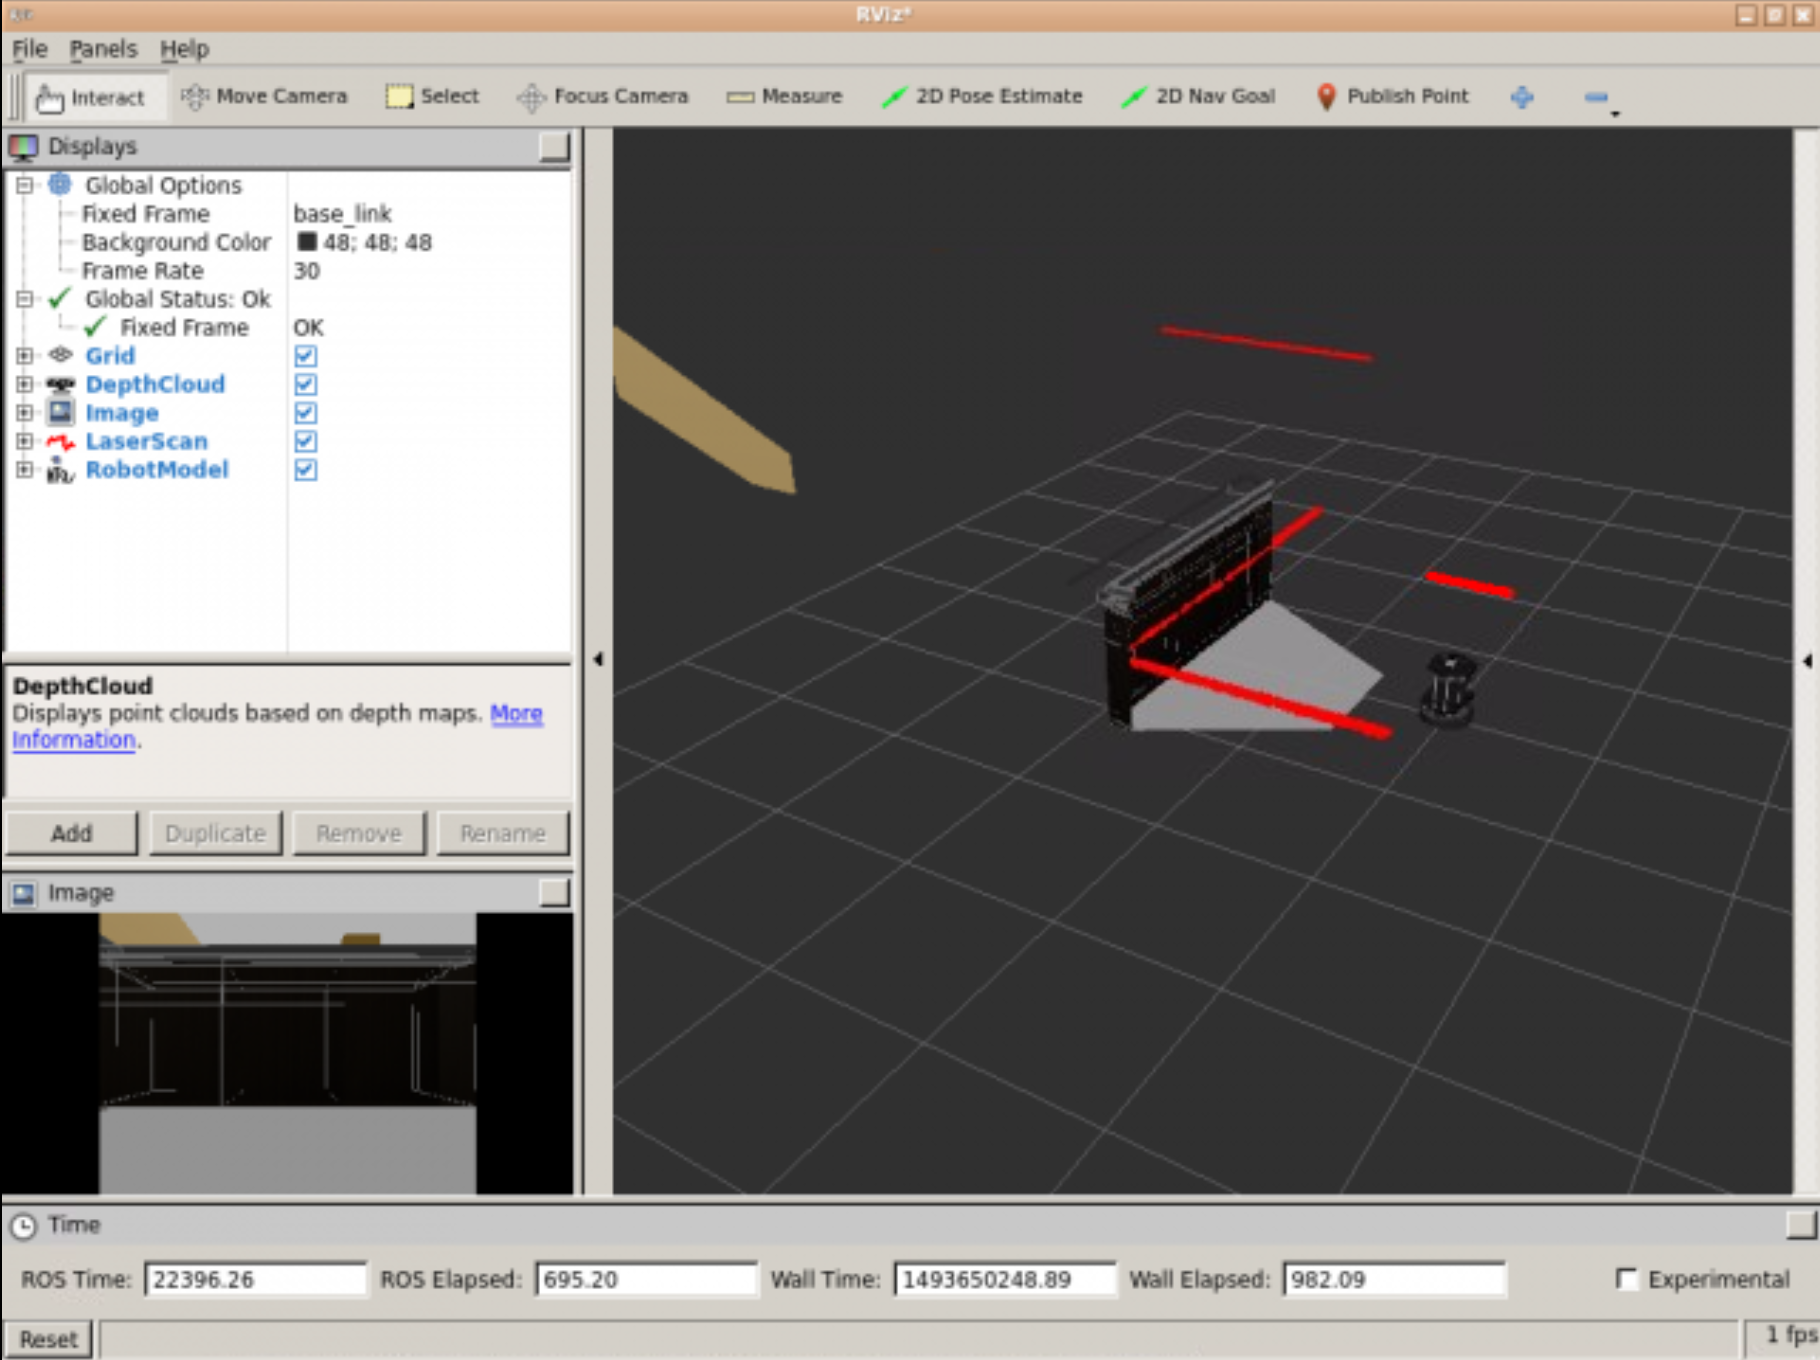 RViz*
File Panels Help
Interact Move Camera Select Focus Camera Measure 2D Pose Estimate 2D Nav Goal Publish Point
Displays
Global Options
Fixed Frame base_link
Background Color 48; 48; 48
Frame Rate 30
Global Status: Ok
Fixed Frame OK
Grid
DepthCloud
Image
LaserScan
RobotModel
DepthCloud
Displays point clouds based on depth maps. More
Information.
Add Duplicate Remove Rename
Image
Time
ROS Time: 22396.26 ROS Elapsed: 695.20 Wall Time: 1493650248.89 Wall Elapsed: 982.09 Experimental
Reset 1 fps